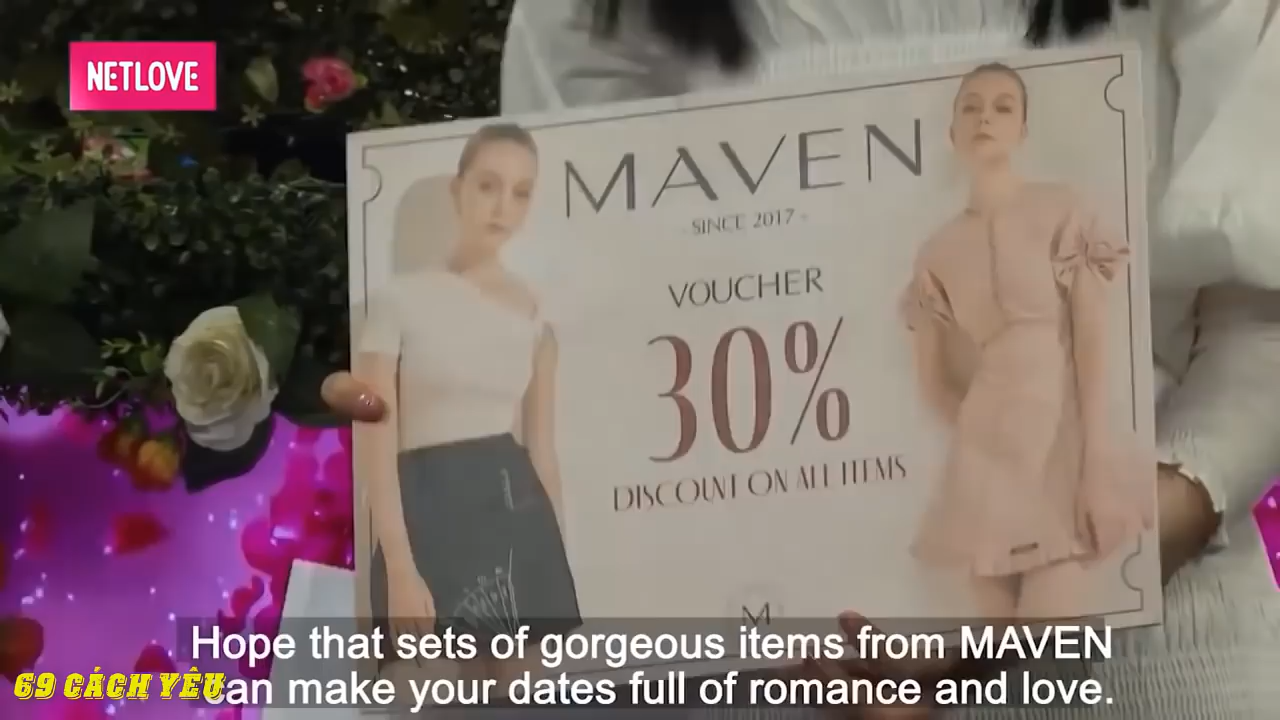 NETLOVE
MAVEN
SINCE 2017
VOUCHER
30%
DISCOUNT ON ALL ITEMS
M
Hope that sets of gorgeous items from MAVEN
can make your dates full of romance and love.
69 CÁCH YÊU